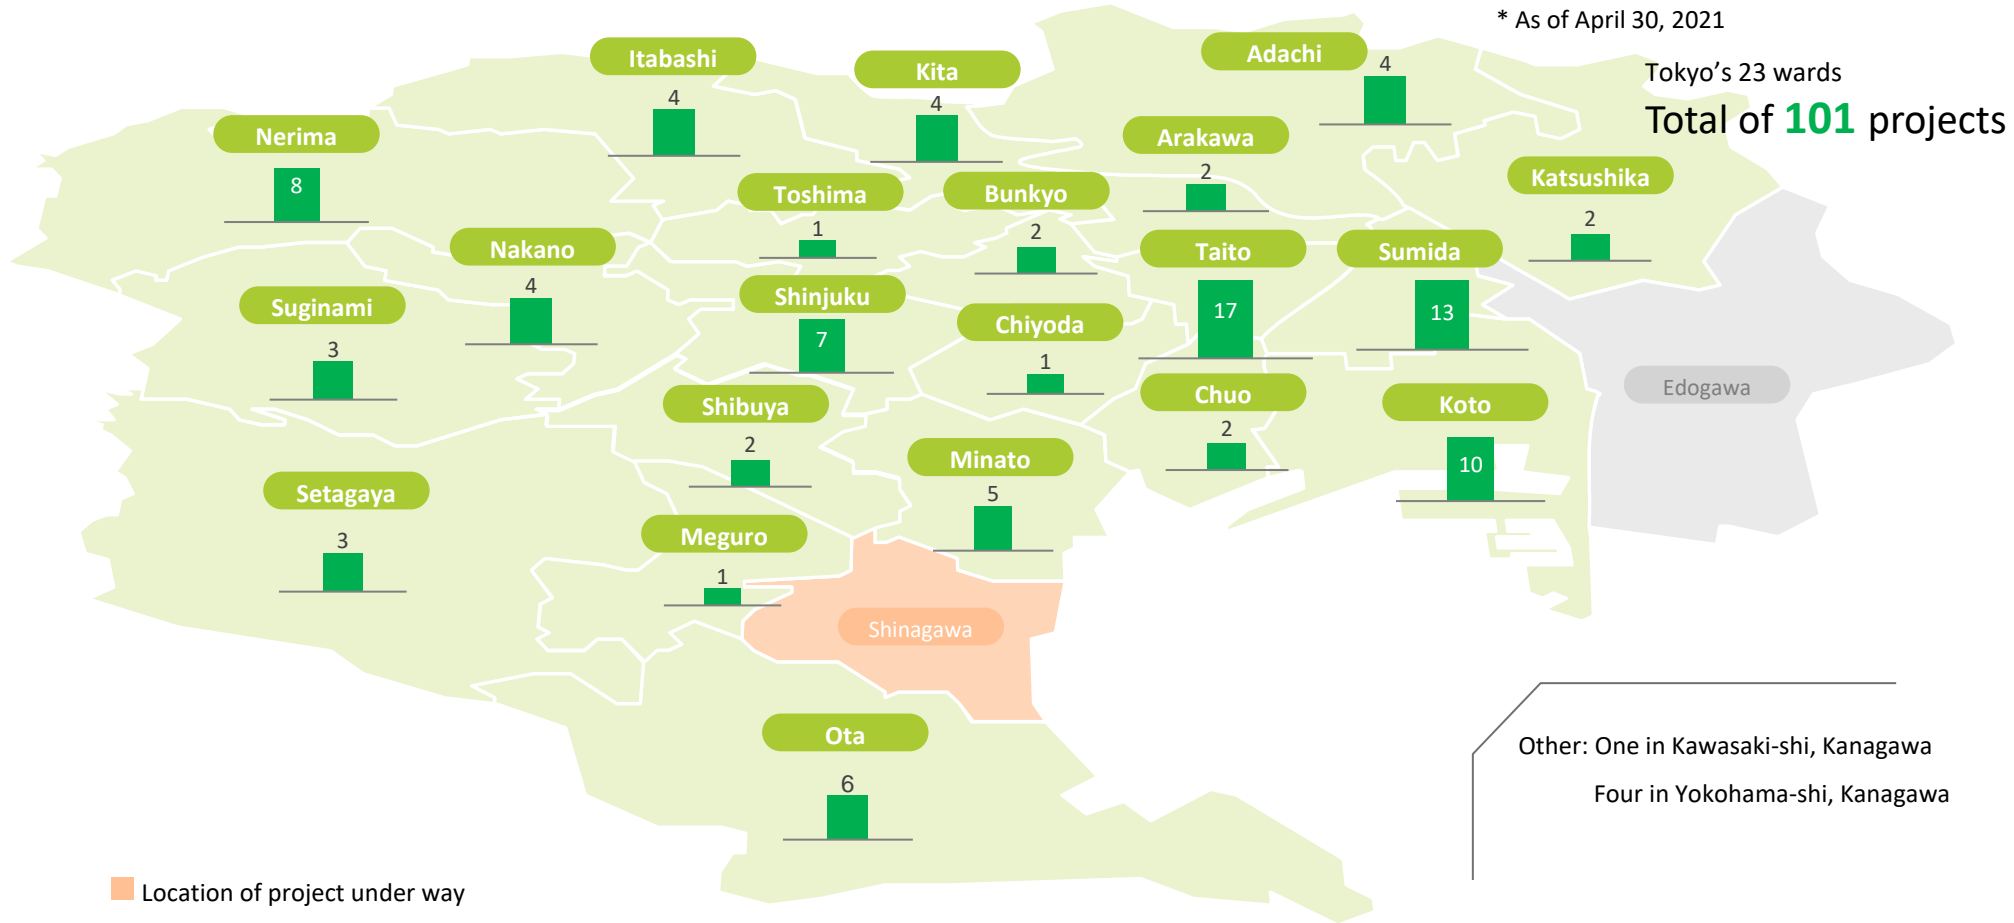 * As of April 30, 2021
Tokyo's 23 wards
Total of 101 projects
Itabashi
4
Kita
4
Adachi
4
Nerima
8
Arakawa
2
Katsushika
2
Toshima
1
Bunkyo
2
Nakano
4
Taito
17
Sumida
13
Suginami
3
Shinjuku
7
Chiyoda
1
Edogawa
Shibuya
2
Chuo
2
Koto
10
Minato
5
Setagaya
3
Meguro
1
Shinagawa
Ota
6
Other: One in Kawasaki-shi, Kanagawa
Four in Yokohama-shi, Kanagawa
Location of project under way